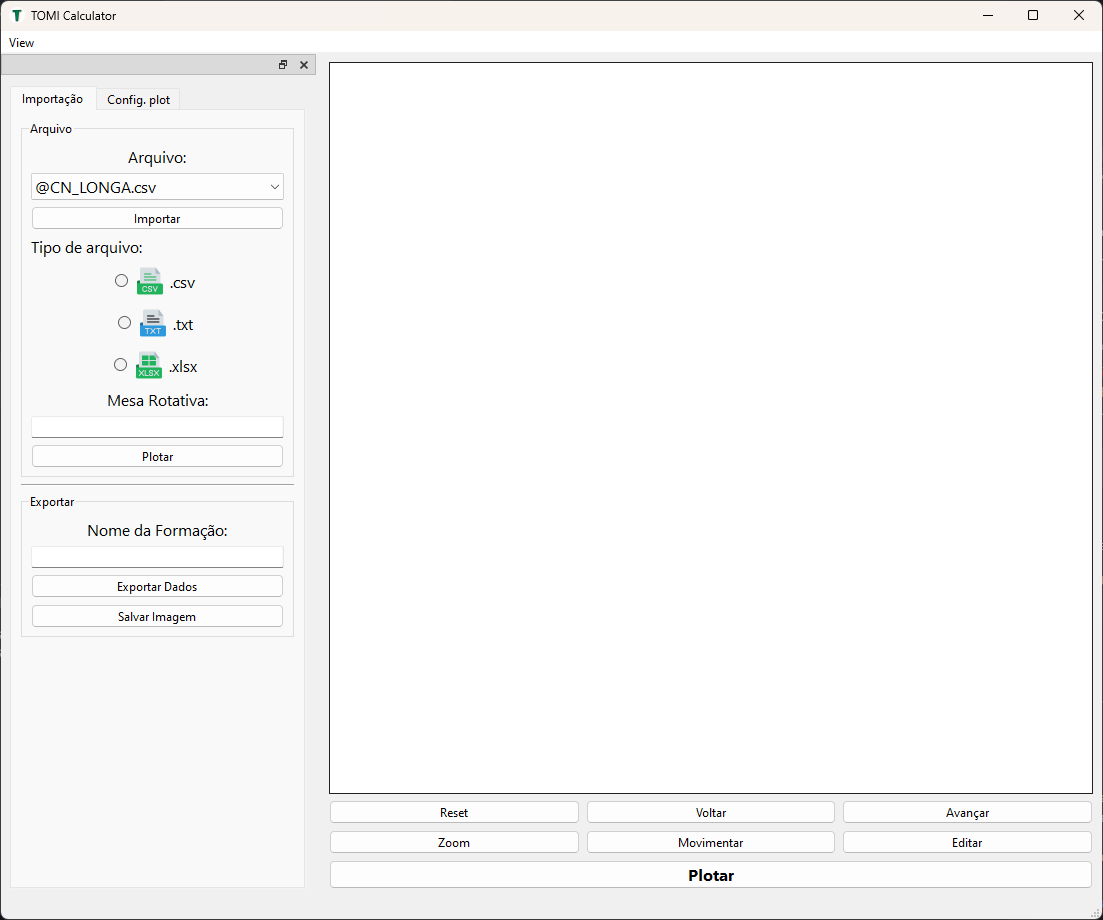 TOMI Calculator
View
Importação
Config. plot
Arquivo
Arquivo:
@CN_LONGA.csv
Importar
Tipo de arquivo:
CSV .csv
TXT .txt
XLSX .xlsx
Mesa Rotativa:
Plotar
Exportar
Nome da Formação:
Exportar Dados
Salvar Imagem
Reset
Voltar
Avançar
Zoom
Movimentar
Editar
Plotar